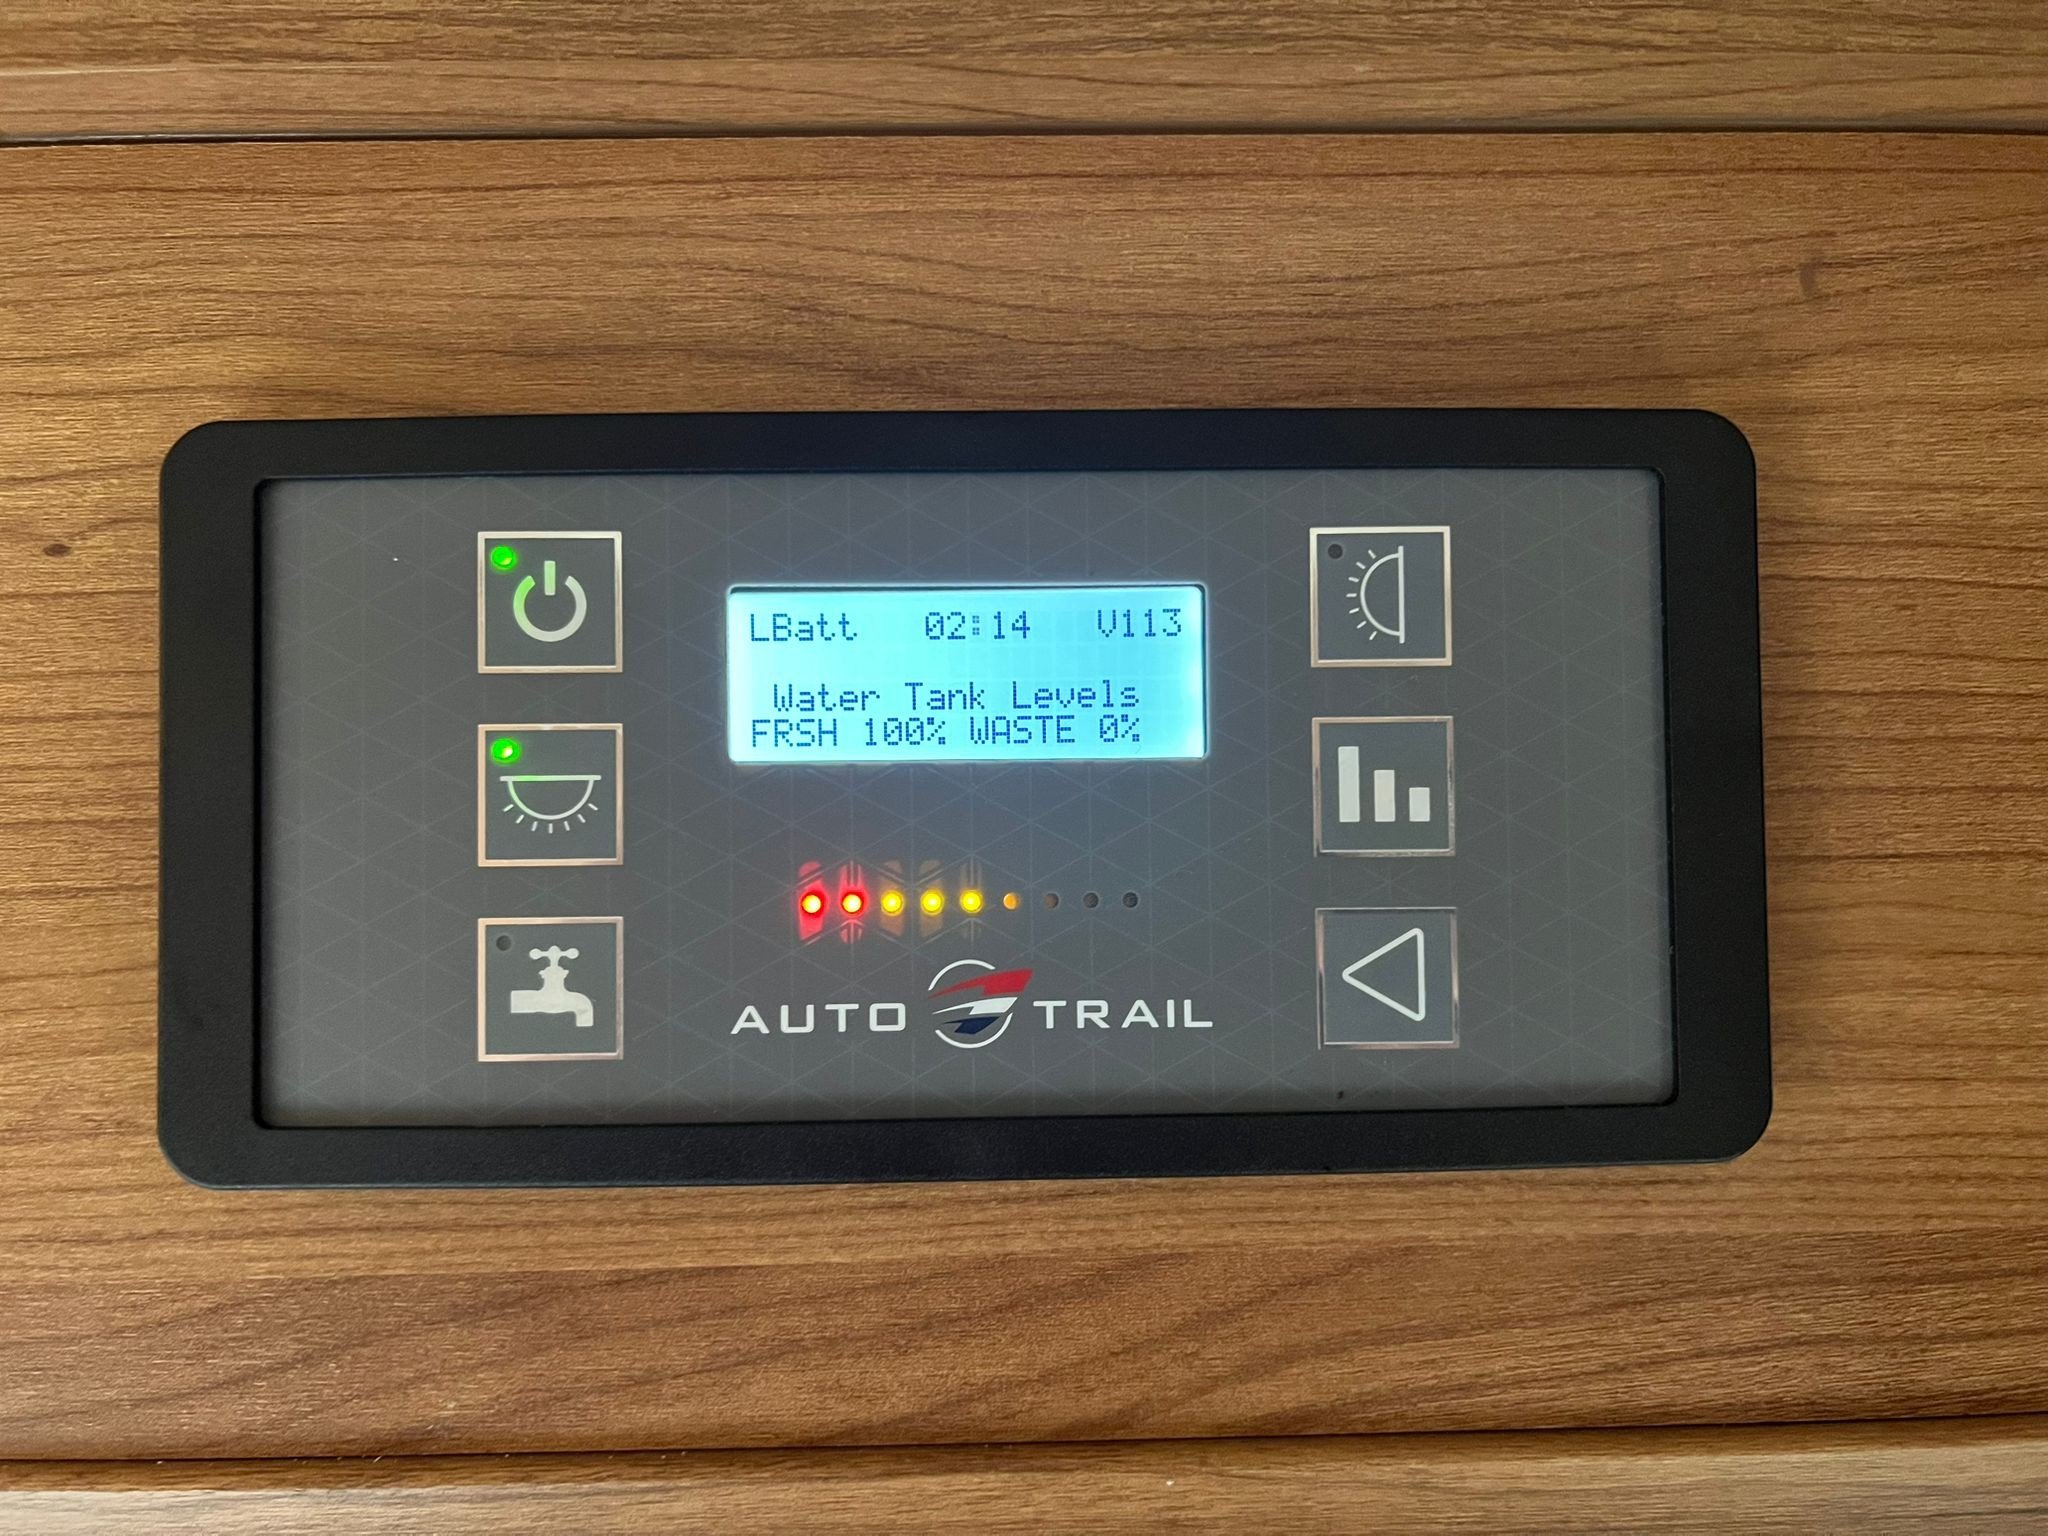 LBatt 02:14 V113
Water Tank Levels
FRSH 100% WASTE 0%
AUTO TRAIL